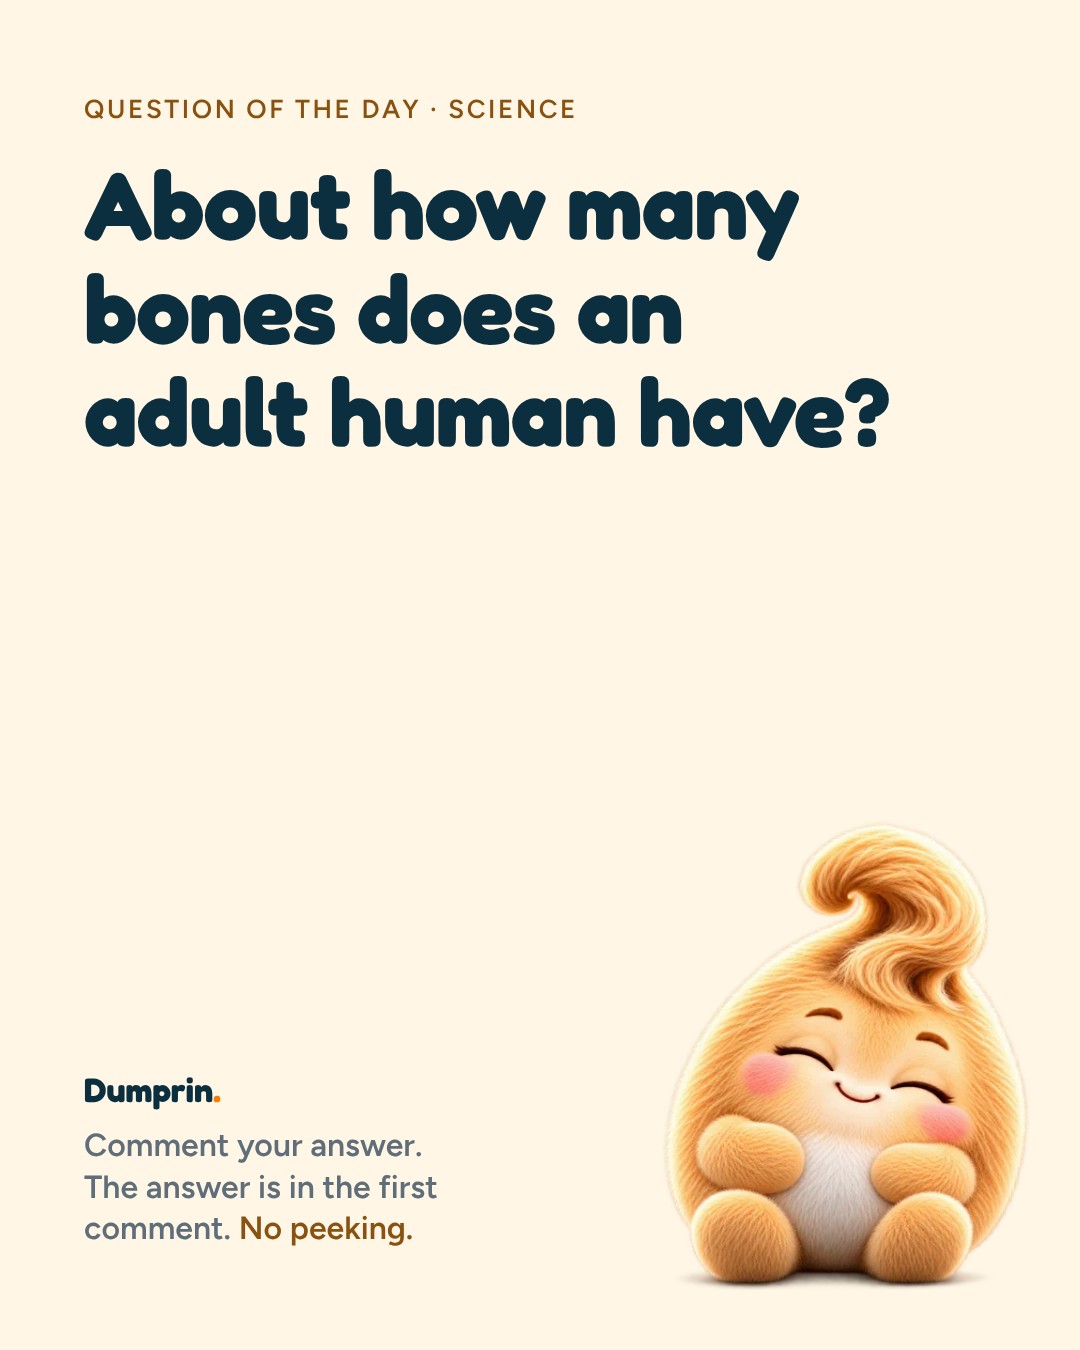 QUESTION OF THE DAY · SCIENCE
About how many
bones does an
adult human have?
Dumprin.
Comment your answer.
The answer is in the first
comment. No peeking.